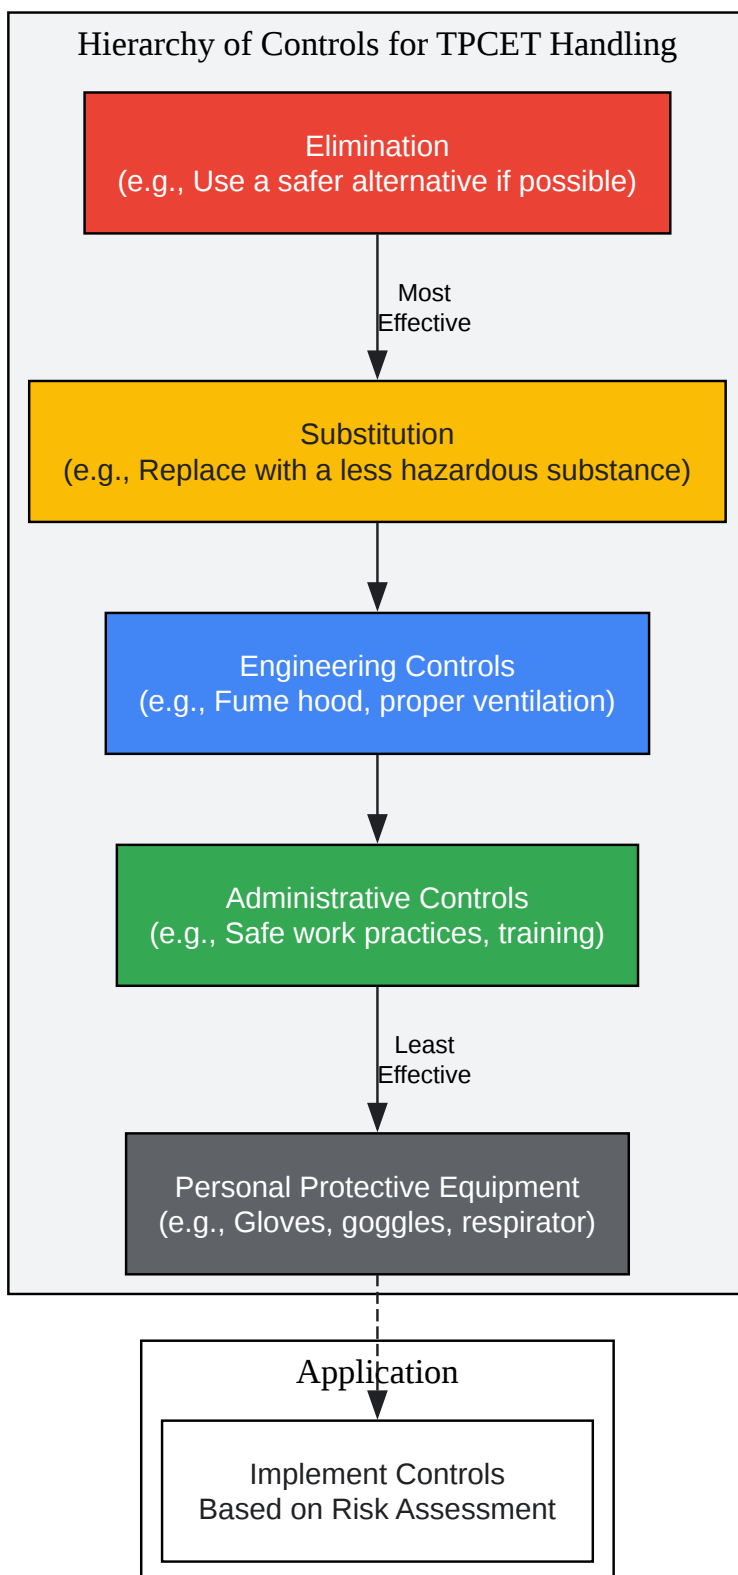 Hierarchy of Controls for TPCET Handling
Elimination
(e.g., Use a safer alternative if possible)
Most
Effective
Substitution
(e.g., Replace with a less hazardous substance)
Engineering Controls
(e.g., Fume hood, proper ventilation)
Administrative Controls
(e.g., Safe work practices, training)
Least
Effective
Personal Protective Equipment
(e.g., Gloves, goggles, respirator)
Application
Implement Controls
Based on Risk Assessment